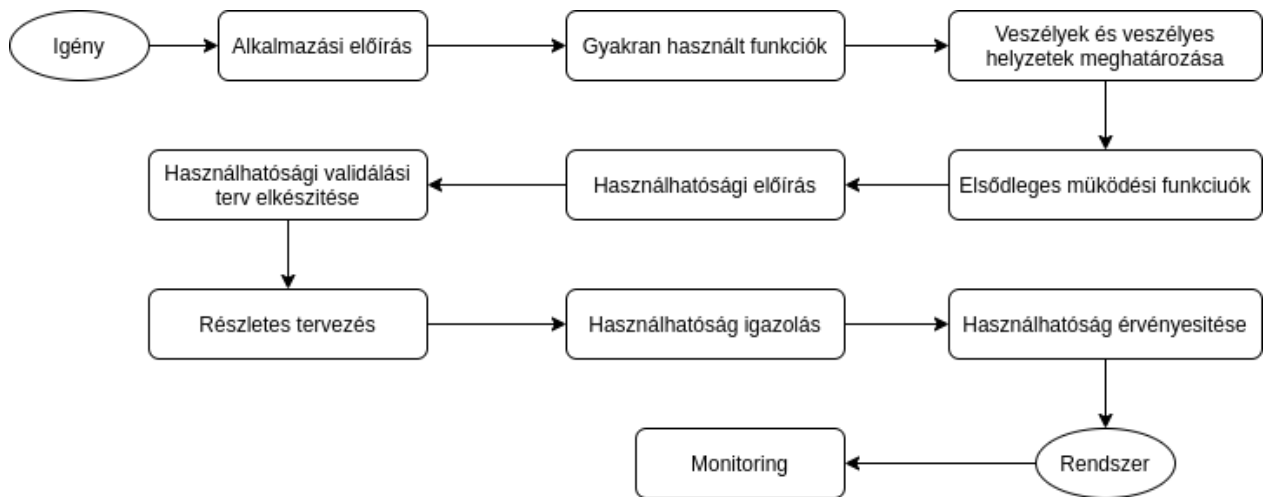 Igény
Alkalmazási előírás
Gyakran használt funkciók
Veszélyek és veszélyes
helyzetek meghatározása
Elsődleges müködési funkciuók
Használhatósági előírás
Használhatósági validálási
terv elkészitése
Részletes tervezés
Használhatóság igazolás
Használhatóság érvényesitése
Rendszer
Monitoring